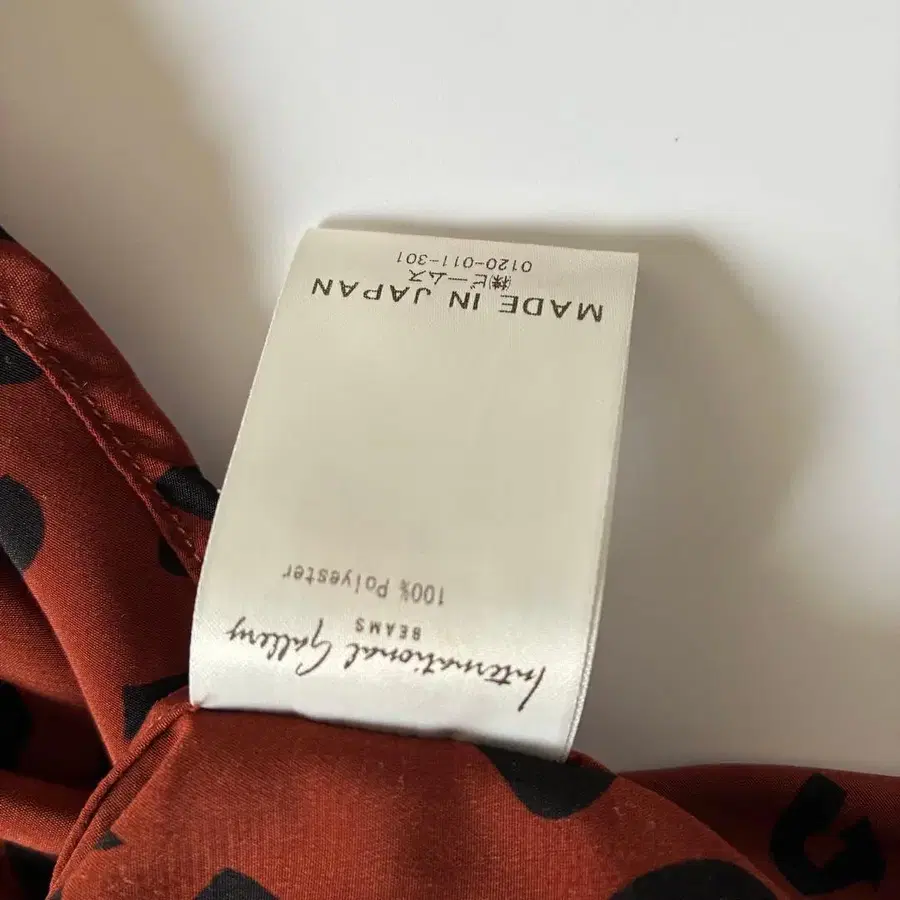 International Gallery
BEAMS
100% Polyester
MADE IN JAPAN
㈱ビームス
0120-011-301